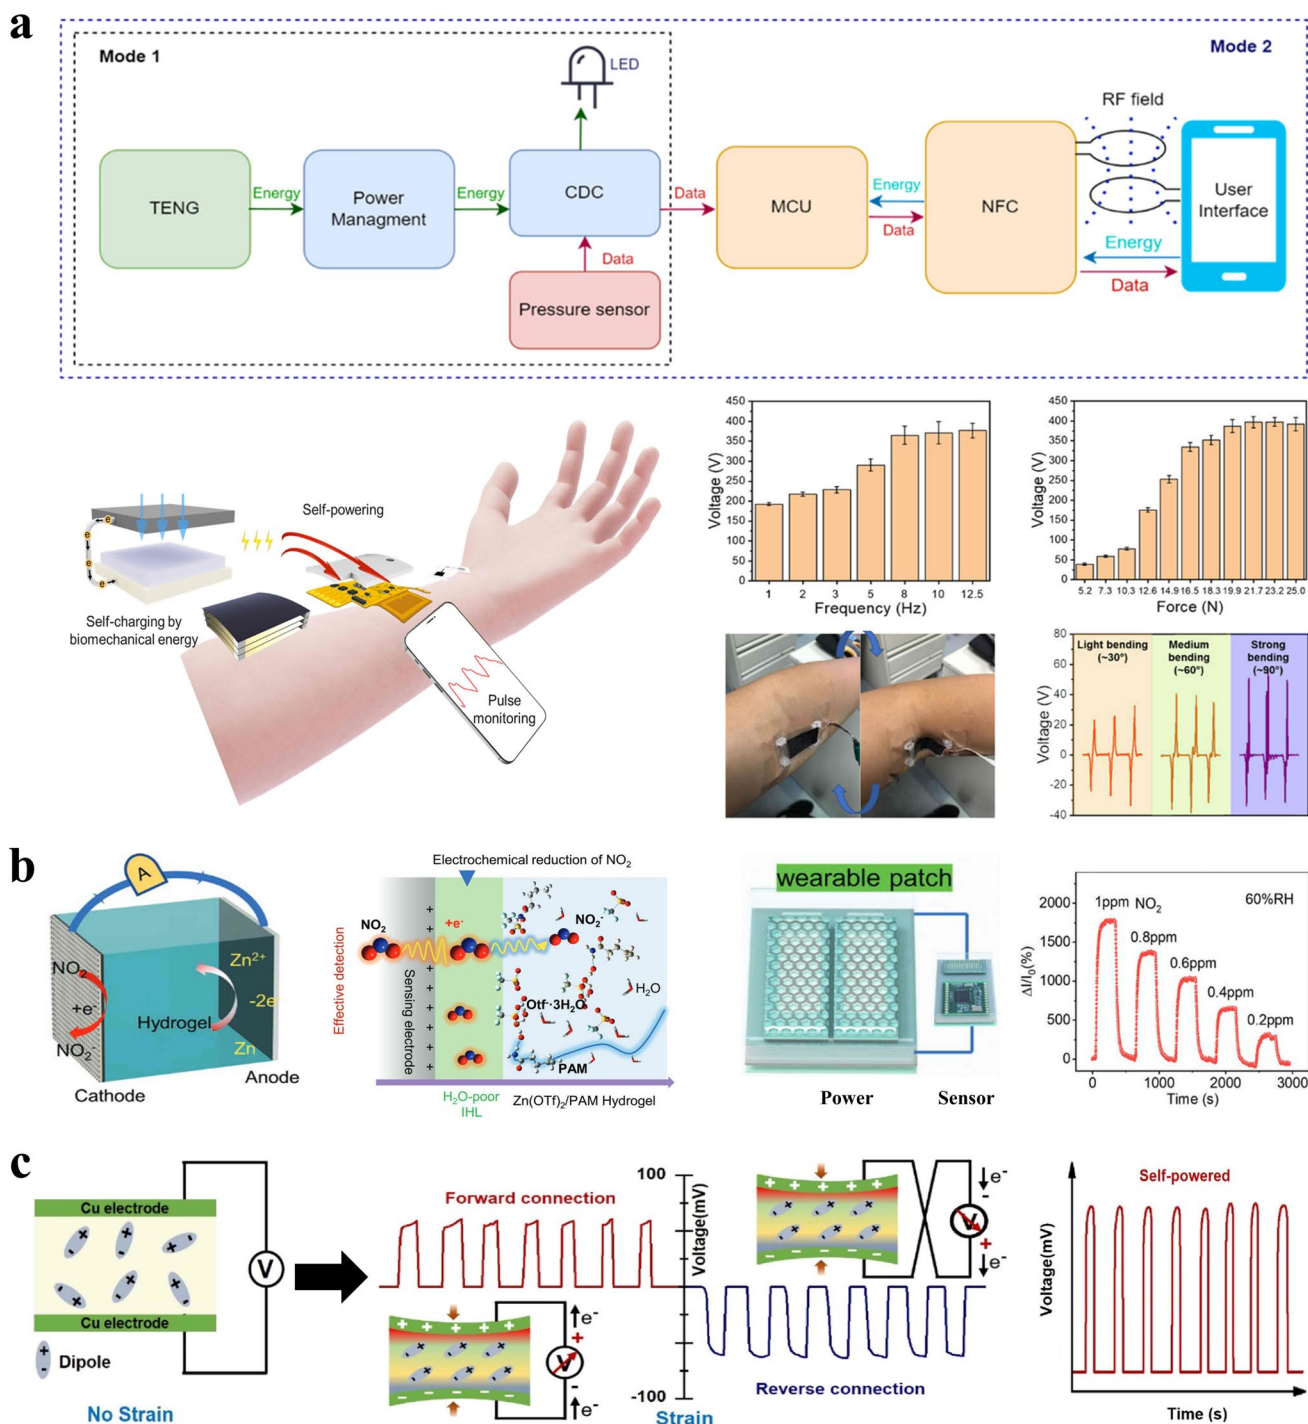 a
Mode 1
Mode 2
LED
RF field
TENG
Energy
Power
Managment
Energy
CDC
Data
MCU
Energy
Data
NFC
User
Interface
Energy
Data
Data
Pressure sensor
Self-powering
Self-charging by
biomechanical energy
e
e
e
e
e
Pulse
monitoring
Voltage (V)
450
400
350
300
250
200
150
100
50
0
1 2 3 5 8 10 12.5
Frequency (Hz)
Voltage (V)
450
400
350
300
250
200
150
100
50
0
5.2 7.3 10.3 12.6 14.9 16.5 18.3 19.9 21.7 23.2 25.0
Force (N)
Voltage (V)
80
60
40
20
0
-20
-40
Light bending
(~30°)
Medium
bending
(~60°)
Strong
bending
(~90°)
b
A
NO₂
+e⁻
NO₂⁻
Hydrogel
Zn²⁺
-2e⁻
Zn
Cathode
Anode
Electrochemical reduction of NO₂
Effective detection
NO₂
Sensing electrode
+e⁻
NO₂⁻
H₂O
Otf⁻·3H₂O
PAM
H₂O-poor
IHL
Zn(OTf)₂/PAM Hydrogel
wearable patch
Power
Sensor
ΔI/I₀(%)
2000
1500
1000
500
0
1ppm
NO₂
60%RH
0.8ppm
0.6ppm
0.4ppm
0.2ppm
0 1000 2000 3000
Time (s)
c
Cu electrode
Cu electrode
V
Dipole
No Strain
Forward connection
V
e⁻
+
-
e⁻
100
Voltage(mV)
-100
Strain
V
e⁻
-
+
e⁻
Reverse connection
Self-powered
Voltage(mV)
Time (s)